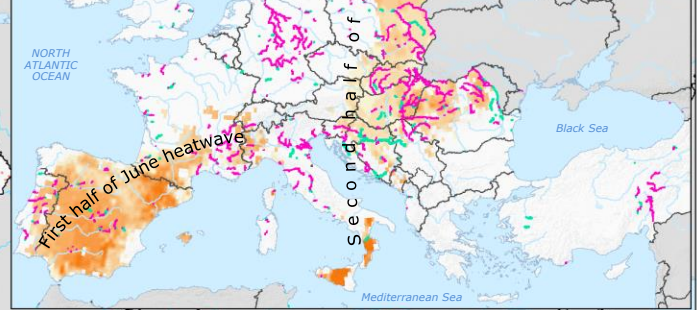 NORTH
ATLANTIC
OCEAN
First half of June heatwave
Second half of
Black Sea
Mediterranean Sea